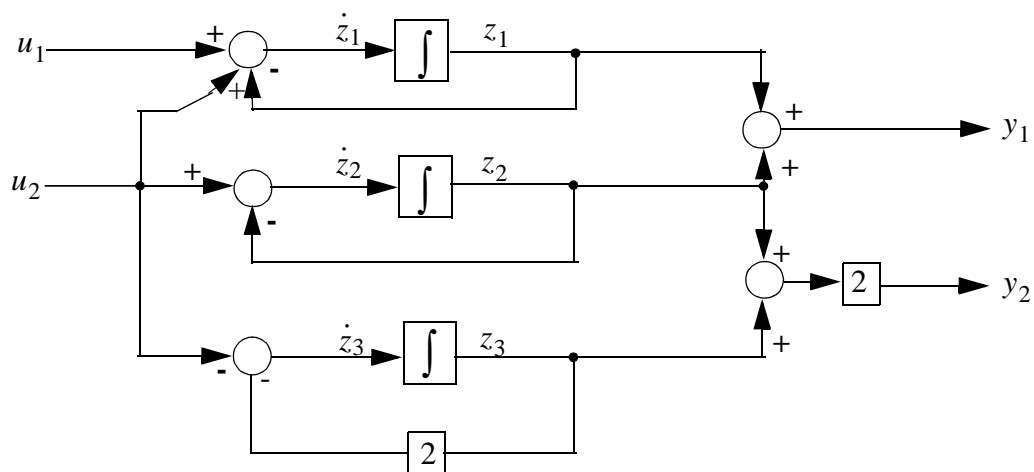 u₁ + - ż₁ ∫ z₁
+
+ y₁
u₂ + - ż₂ ∫ z₂ +
+
2 y₂
- - ż₃ ∫ z₃ +
2